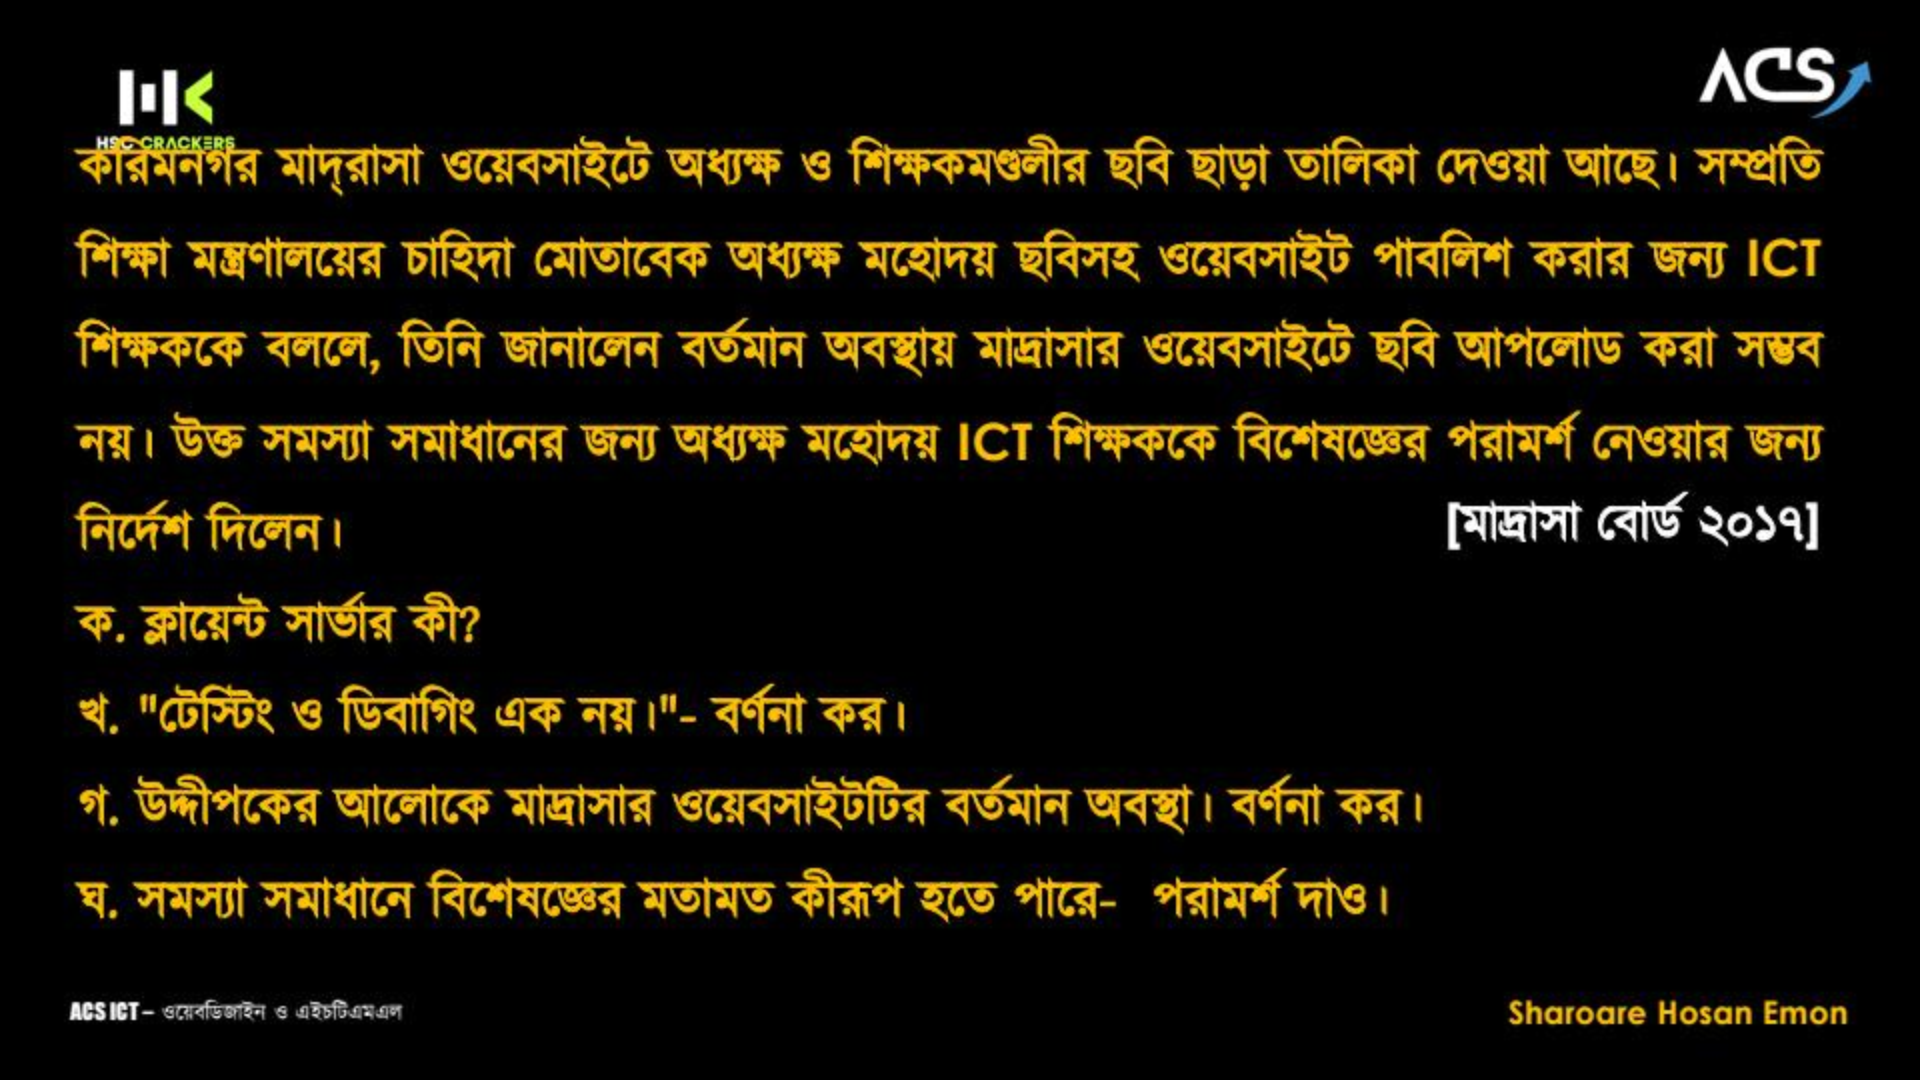 HSC CRACKERS
ACS
করিমনগর মাদ্‌রাসা ওয়েবসাইটে অধ্যক্ষ ও শিক্ষকমণ্ডলীর ছবি ছাড়া তালিকা দেওয়া আছে। সম্প্রতি
শিক্ষা মন্ত্রণালয়ের চাহিদা মোতাবেক অধ্যক্ষ মহোদয় ছবিসহ ওয়েবসাইট পাবলিশ করার জন্য ICT
শিক্ষককে বললে, তিনি জানালেন বর্তমান অবস্থায় মাদ্রাসার ওয়েবসাইটে ছবি আপলোড করা সম্ভব
নয়। উক্ত সমস্যা সমাধানের জন্য অধ্যক্ষ মহোদয় ICT শিক্ষককে বিশেষজ্ঞের পরামর্শ নেওয়ার জন্য
নির্দেশ দিলেন। [মাদ্রাসা বোর্ড ২০১৭]
ক. ক্লায়েন্ট সার্ভার কী?
খ. "টেস্টিং ও ডিবাগিং এক নয়।"- বর্ণনা কর।
গ. উদ্দীপকের আলোকে মাদ্রাসার ওয়েবসাইটটির বর্তমান অবস্থা। বর্ণনা কর।
ঘ. সমস্যা সমাধানে বিশেষজ্ঞের মতামত কীরূপ হতে পারে- পরামর্শ দাও।
ACS ICT – ওয়েবডিজাইন ও এইচটিএমএল
Sharoare Hosan Emon